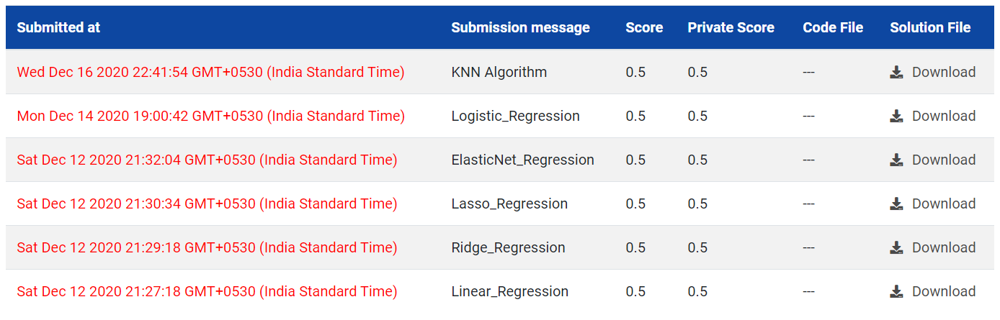 Submitted at Submission message Score Private Score Code File Solution File
Wed Dec 16 2020 22:41:54 GMT+0530 (India Standard Time) KNN Algorithm 0.5 0.5 --- Download
Mon Dec 14 2020 19:00:42 GMT+0530 (India Standard Time) Logistic_Regression 0.5 0.5 --- Download
Sat Dec 12 2020 21:32:04 GMT+0530 (India Standard Time) ElasticNet_Regression 0.5 0.5 --- Download
Sat Dec 12 2020 21:30:34 GMT+0530 (India Standard Time) Lasso_Regression 0.5 0.5 --- Download
Sat Dec 12 2020 21:29:18 GMT+0530 (India Standard Time) Ridge_Regression 0.5 0.5 --- Download
Sat Dec 12 2020 21:27:18 GMT+0530 (India Standard Time) Linear_Regression 0.5 0.5 --- Download